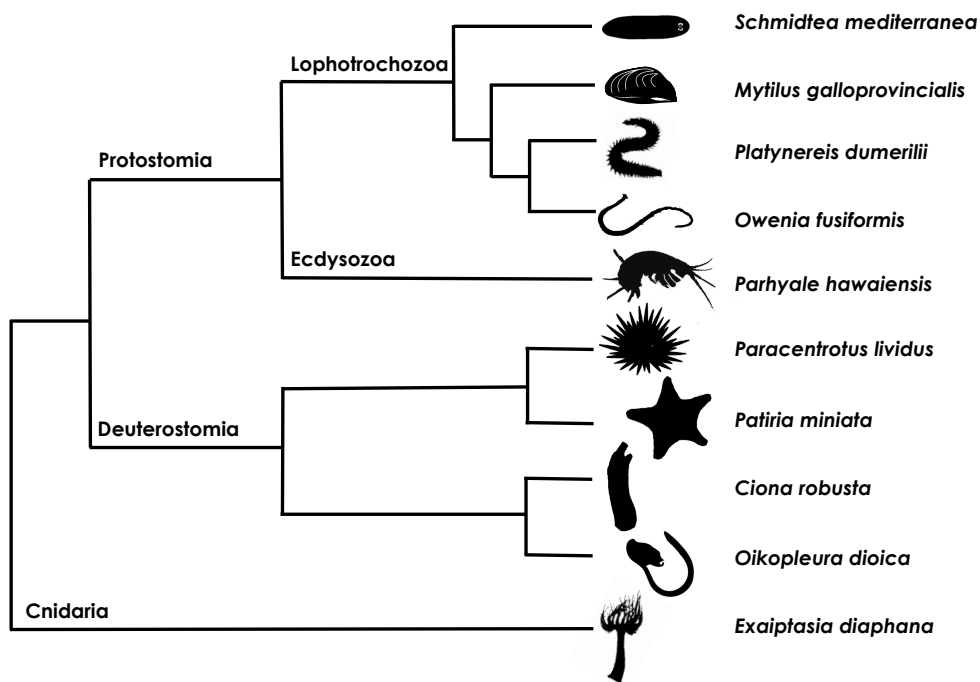 Schmidtea mediterranea
Lophotrochozoa
Mytilus galloprovincialis
Protostomia
Platynereis dumerilii
Owenia fusiformis
Ecdysozoa
Parhyale hawaiensis
Paracentrotus lividus
Patiria miniata
Deuterostomia
Ciona robusta
Oikopleura dioica
Cnidaria
Exaiptasia diaphana